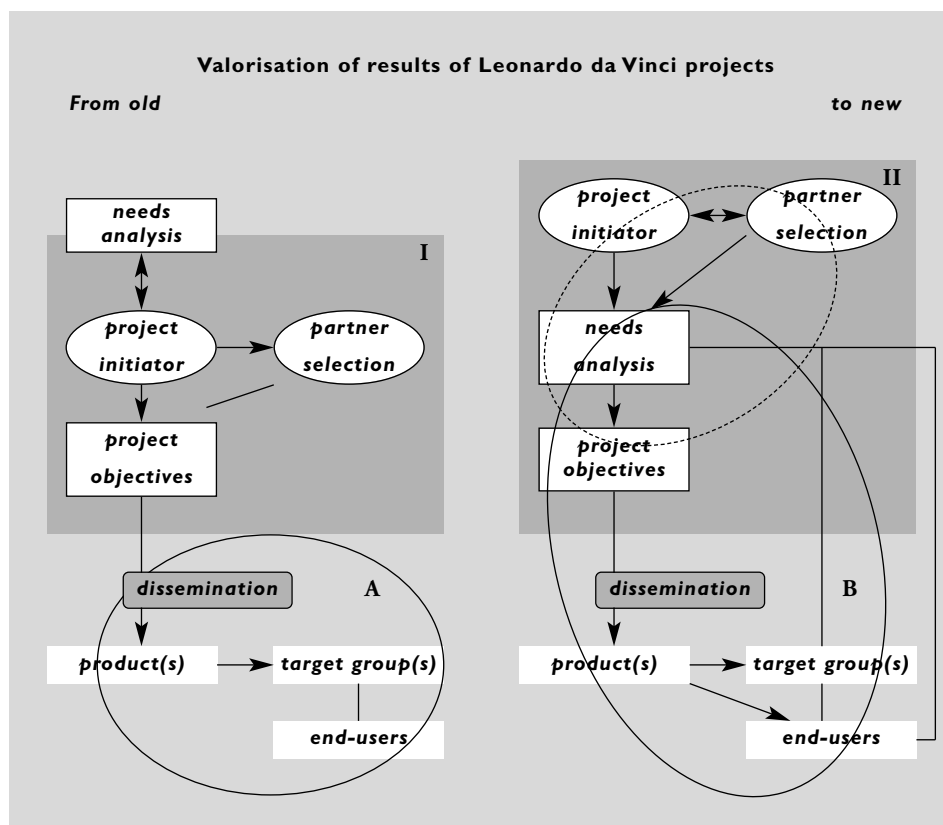 Valorisation of results of Leonardo da Vinci projects
From old
to new
needs
analysis
I
project
initiator
partner
selection
project
objectives
dissemination
A
product(s)
target group(s)
end-users
II
project
initiator
partner
selection
needs
analysis
project
objectives
dissemination
B
product(s)
target group(s)
end-users